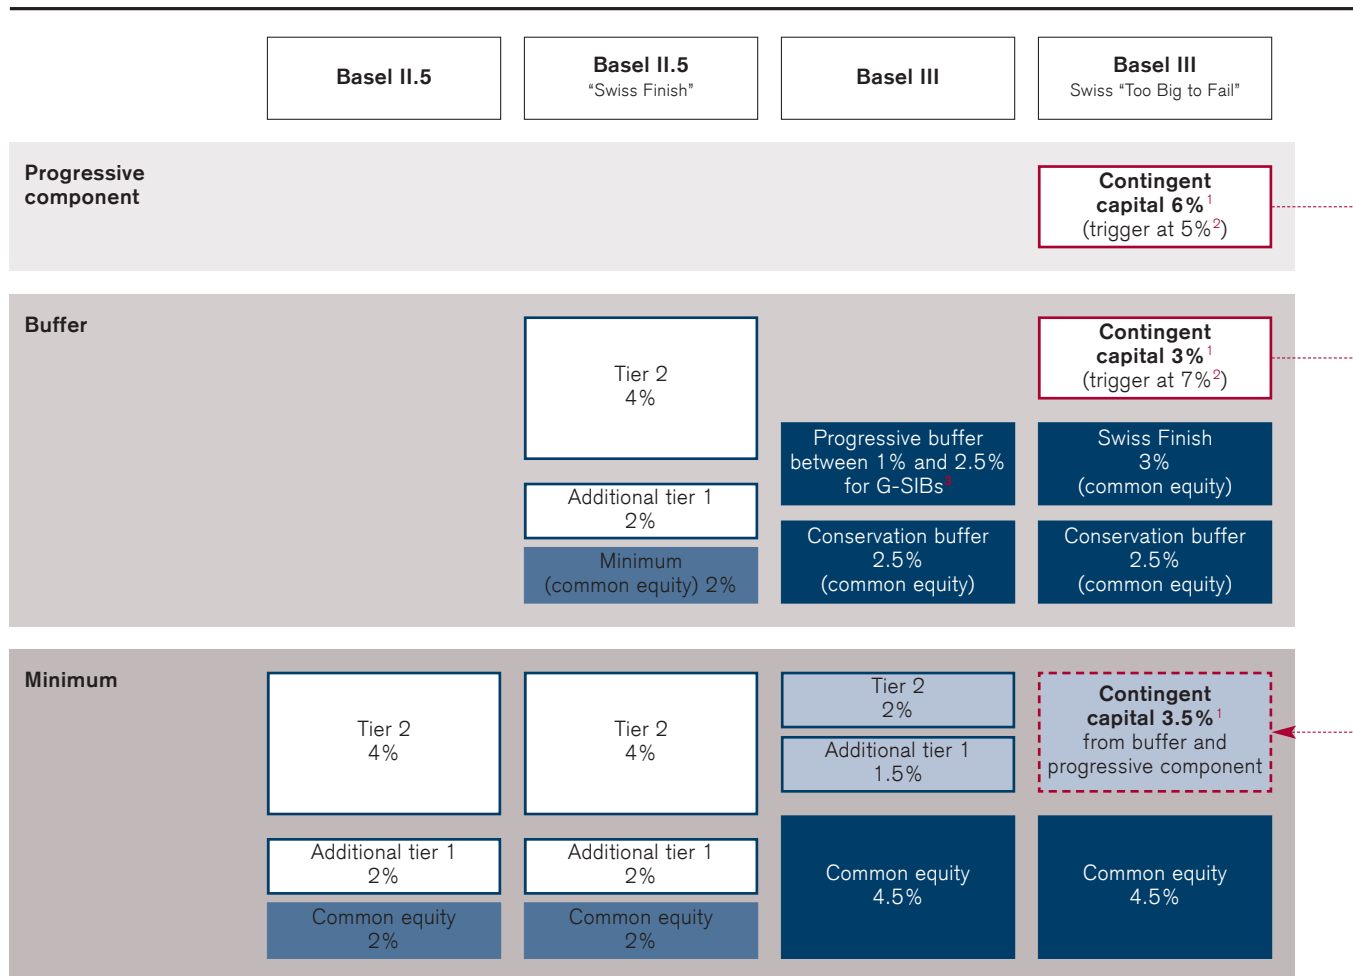 Basel II.5
Basel II.5
“Swiss Finish”
Basel III
Basel III
Swiss “Too Big to Fail”
Progressive
component
Contingent
capital 6%¹
(trigger at 5%²)
Buffer
Tier 2
4%
Additional tier 1
2%
Minimum
(common equity) 2%
Progressive buffer
between 1% and 2.5%
for G-SIBs³
Conservation buffer
2.5%
(common equity)
Contingent
capital 3%¹
(trigger at 7%²)
Swiss Finish
3%
(common equity)
Conservation buffer
2.5%
(common equity)
Minimum
Tier 2
4%
Additional tier 1
2%
Common equity
2%
Tier 2
4%
Additional tier 1
2%
Common equity
2%
Tier 2
2%
Additional tier 1
1.5%
Common equity
4.5%
Contingent
capital 3.5%¹
from buffer and
progressive component
Common equity
4.5%